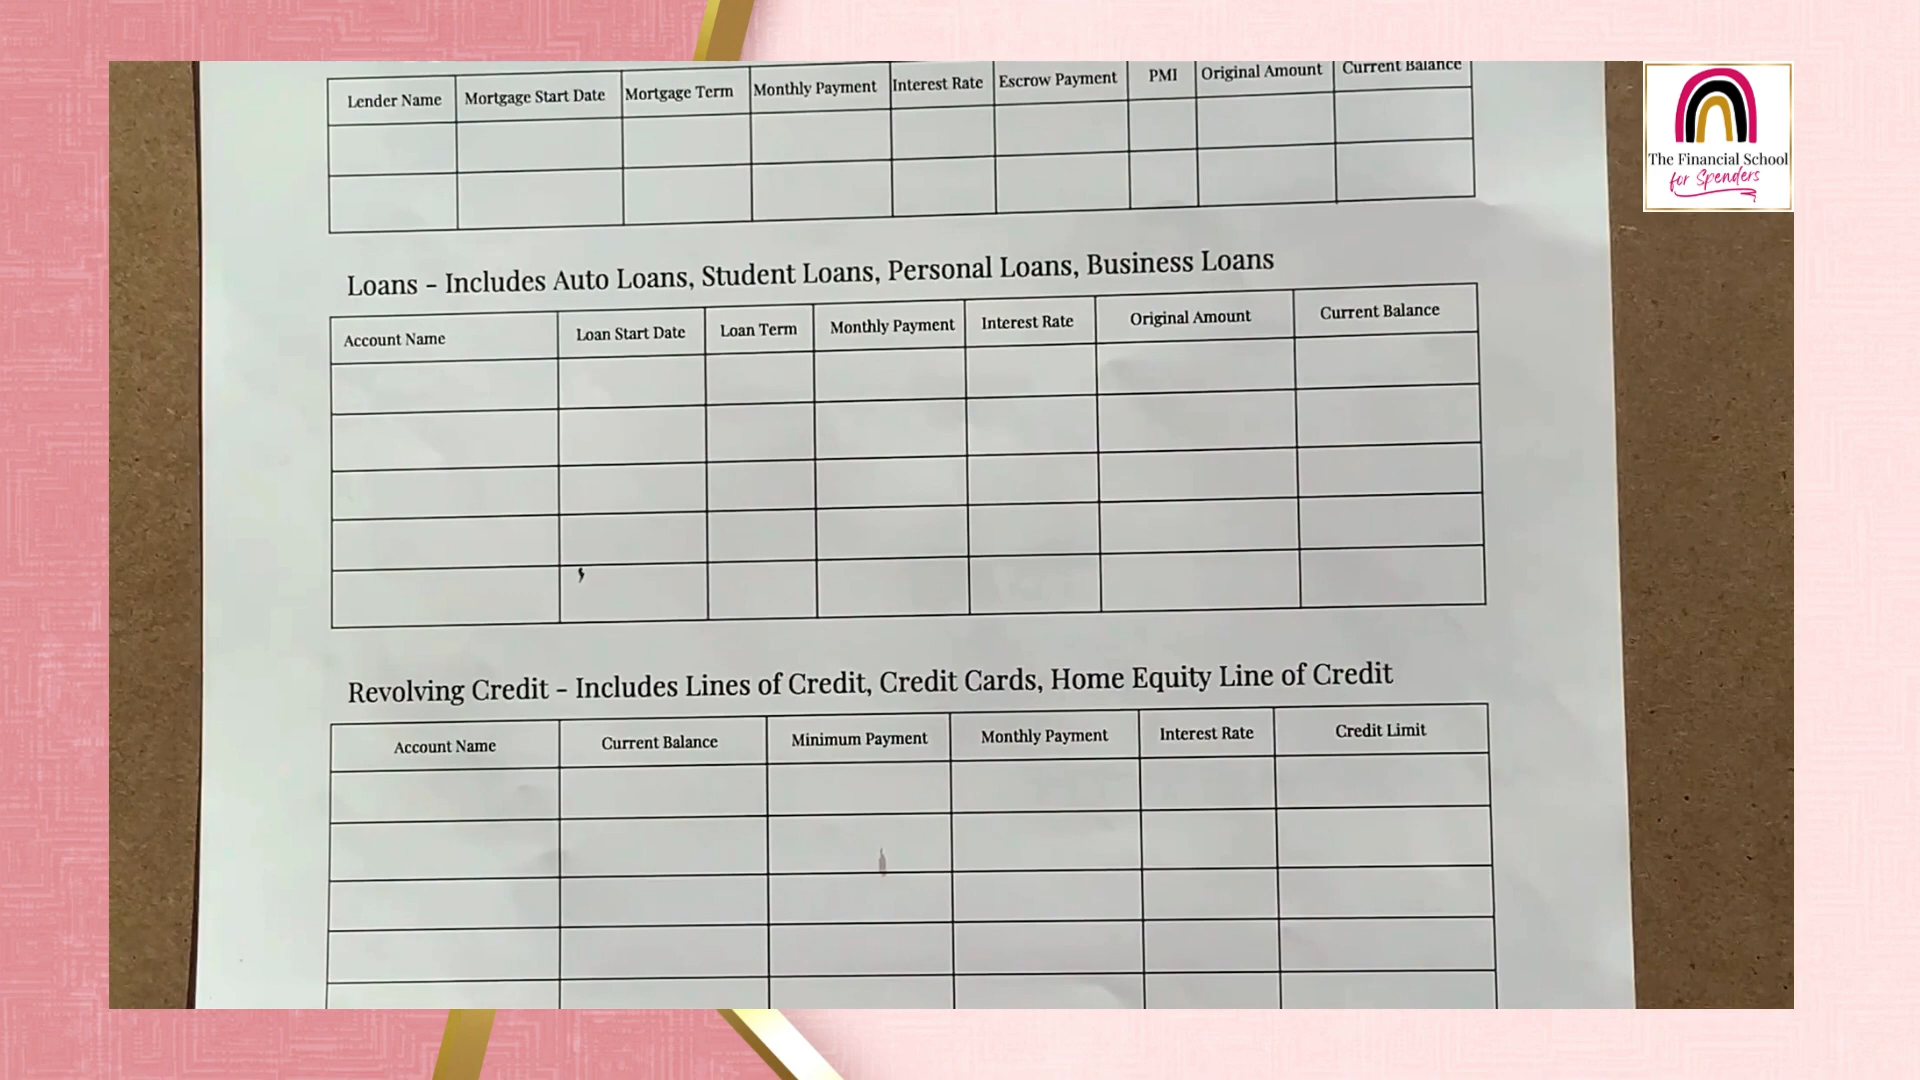 Lender Name Mortgage Start Date Mortgage Term Monthly Payment Interest Rate Escrow Payment PMI Original Amount Current Balance
The Financial School
for Spenders
Loans - Includes Auto Loans, Student Loans, Personal Loans, Business Loans
Account Name Loan Start Date Loan Term Monthly Payment Interest Rate Original Amount Current Balance
Revolving Credit - Includes Lines of Credit, Credit Cards, Home Equity Line of Credit
Account Name Current Balance Minimum Payment Monthly Payment Interest Rate Credit Limit